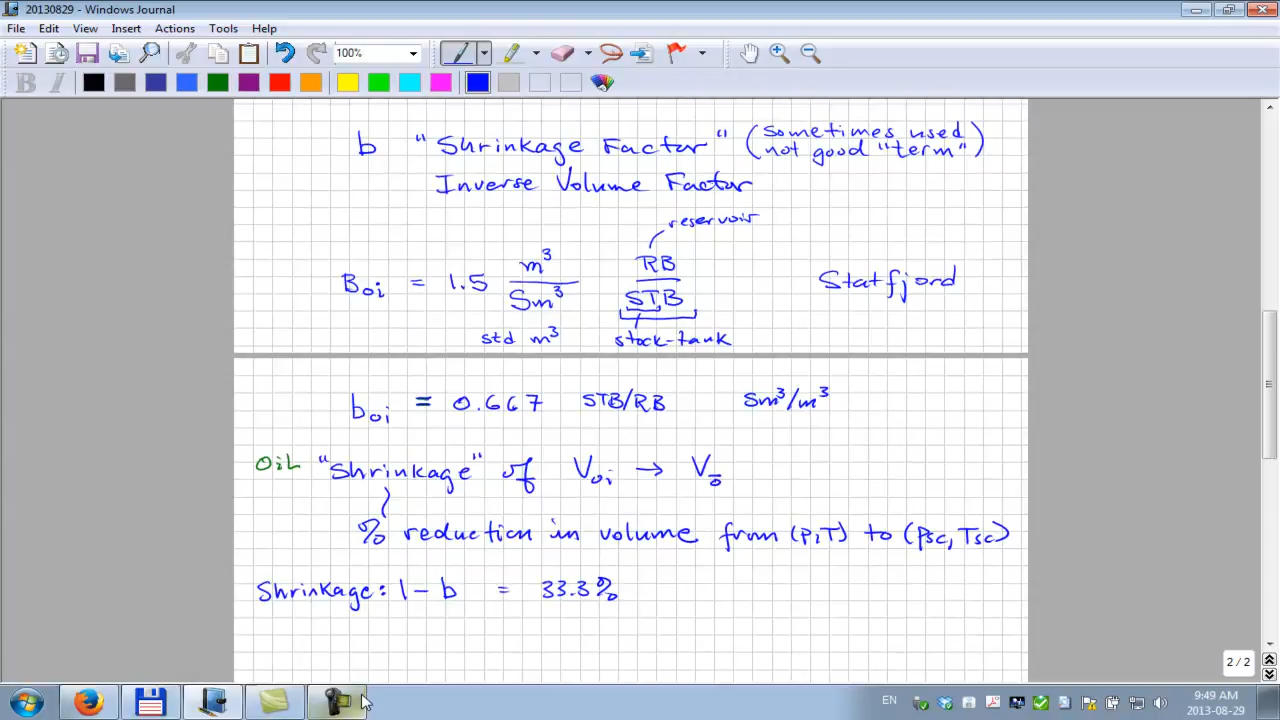 20130829 - Windows Journal
File Edit View Insert Actions Tools Help
100%
B I
b "Shrinkage Factor" (sometimes used not good "term")
Inverse Volume Factor
reservoir
Boi = 1.5 m³/Sm³ RB/STB Statfjord
std m³ stock-tank
boi = 0.667 STB/RB Sm³/m³
OiL "shrinkage" of Voi → Vō
% reduction in volume from (p,T) to (psc, Tsc)
Shrinkage: 1 - b = 33.3%
2 / 2
EN 9:49 AM
2013-08-29